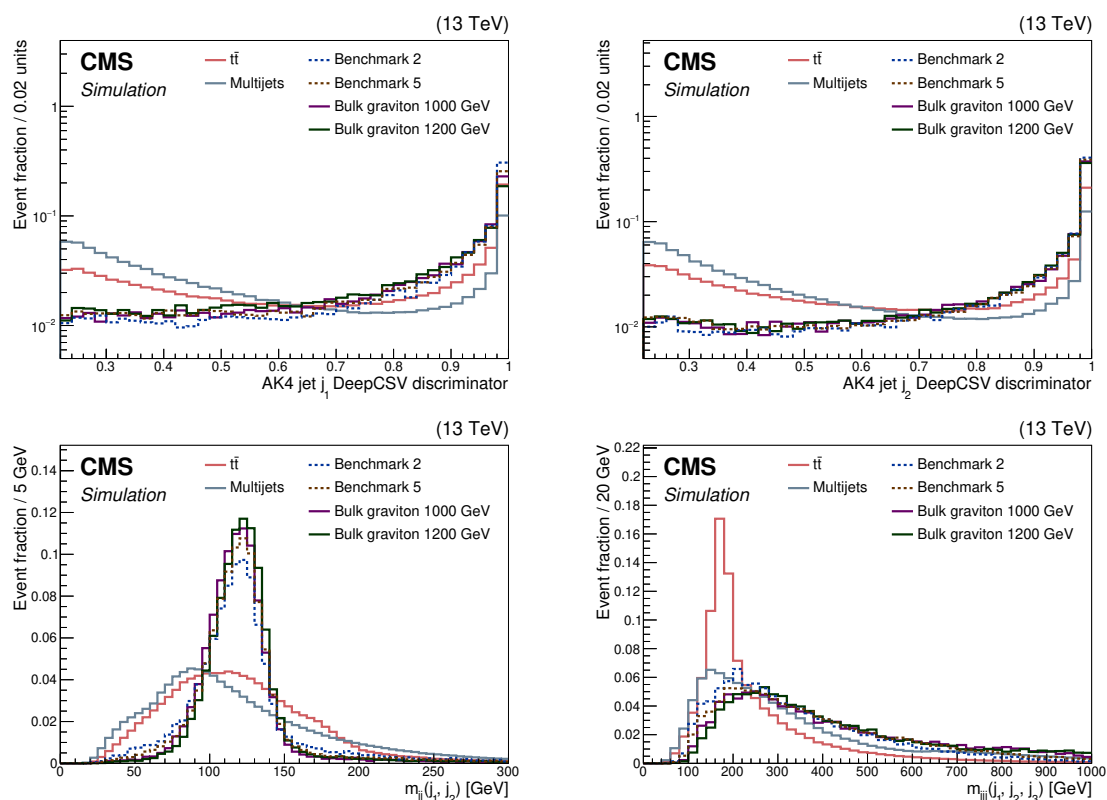 (13 TeV)
Event fraction / 0.02 units
CMS
Simulation
tt̄
Multijets
Benchmark 2
Benchmark 5
Bulk graviton 1000 GeV
Bulk graviton 1200 GeV
1
10⁻¹
10⁻²
0.3 0.4 0.5 0.6 0.7 0.8 0.9 1
AK4 jet j₁ DeepCSV discriminator
(13 TeV)
Event fraction / 0.02 units
CMS
Simulation
tt̄
Multijets
Benchmark 2
Benchmark 5
Bulk graviton 1000 GeV
Bulk graviton 1200 GeV
1
10⁻¹
10⁻²
0.3 0.4 0.5 0.6 0.7 0.8 0.9 1
AK4 jet j₂ DeepCSV discriminator
(13 TeV)
Event fraction / 5 GeV
CMS
Simulation
tt̄
Multijets
Benchmark 2
Benchmark 5
Bulk graviton 1000 GeV
Bulk graviton 1200 GeV
0.14
0.12
0.1
0.08
0.06
0.04
0.02
0
0 50 100 150 200 250 300
m_jj(j₁, j₂) [GeV]
(13 TeV)
Event fraction / 20 GeV
CMS
Simulation
tt̄
Multijets
Benchmark 2
Benchmark 5
Bulk graviton 1000 GeV
Bulk graviton 1200 GeV
0.22
0.2
0.18
0.16
0.14
0.12
0.1
0.08
0.06
0.04
0.02
0
0 100 200 300 400 500 600 700 800 900 1000